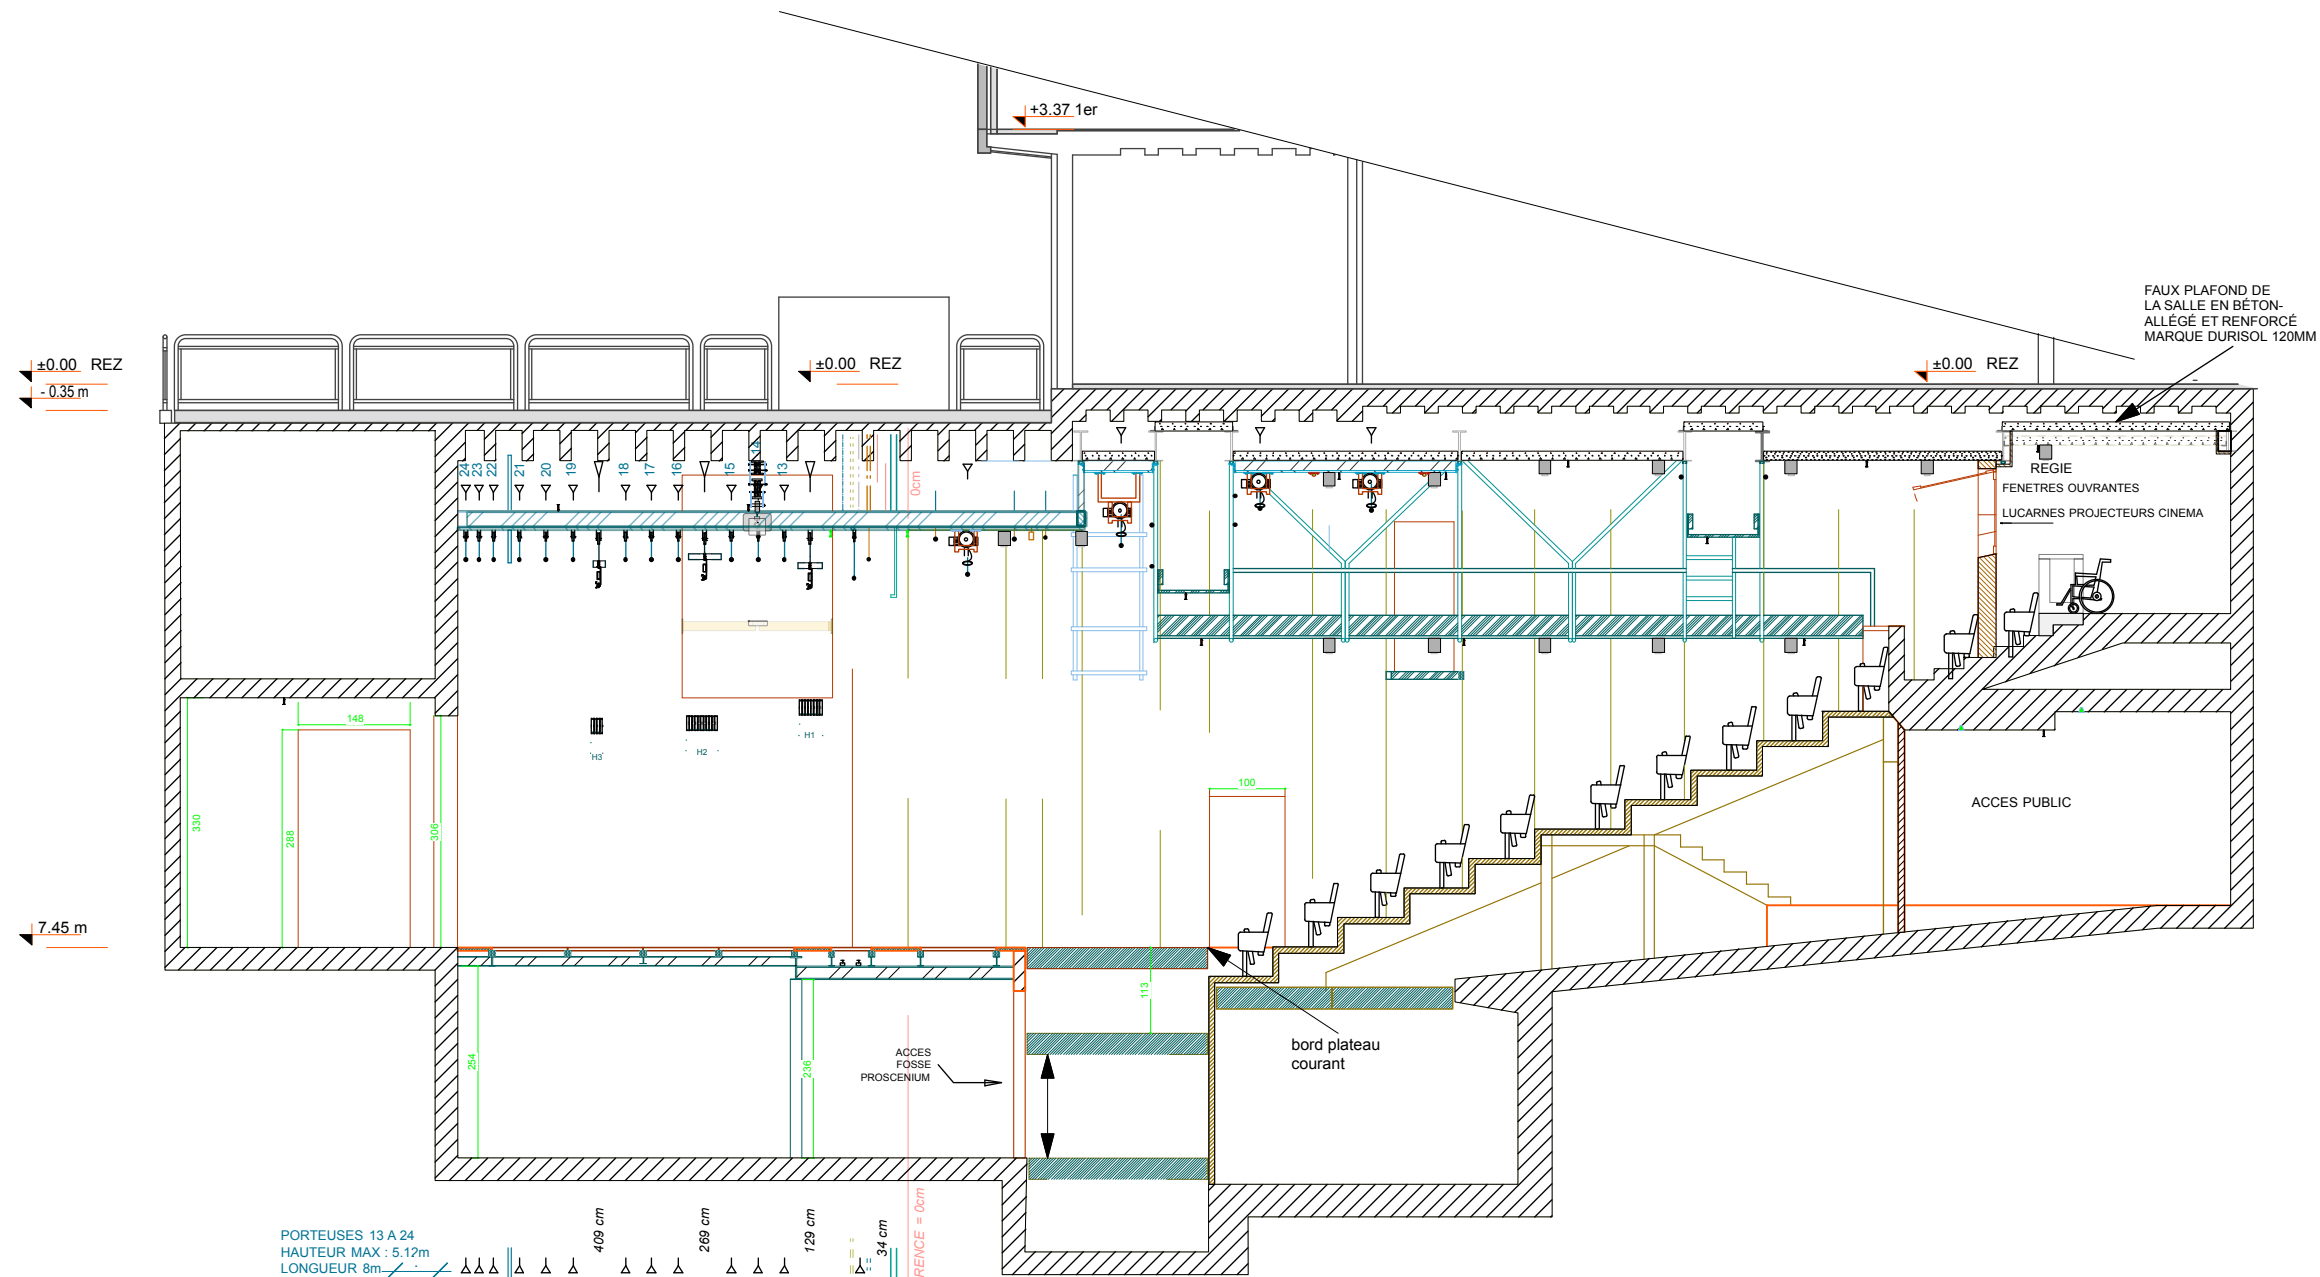 +3.37 1er
FAUX PLAFOND DE
LA SALLE EN BÉTON-
ALLÉGÉ ET RENFORCÉ
MARQUE DURISOL 120MM
±0.00 REZ
- 0.35 m
±0.00 REZ
±0.00 REZ
24
23
22
21
20
19
18
17
16
15
14
13
0cm
REGIE
FENETRES OUVRANTES
LUCARNES PROJECTEURS CINEMA
148
H3
H2
H1
100
330
288
306
ACCES PUBLIC
7.45 m
113
254
236
ACCES
FOSSE
PROSCENIUM
bord plateau
courant
PORTEUSES 13 A 24
HAUTEUR MAX : 5.12m
LONGUEUR 8m
409 cm
269 cm
129 cm
34 cm
RENCE = 0cm